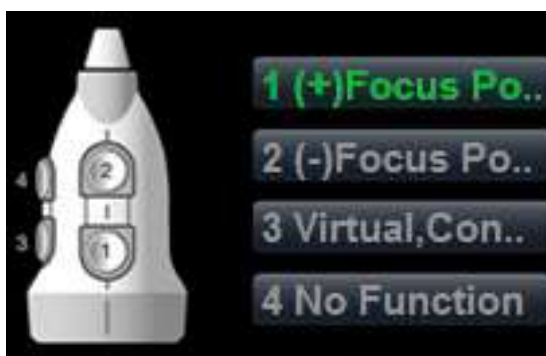 1 (+)Focus Po..
2 (-)Focus Po..
3 Virtual,Con..
4 No Function
4
2
3
1